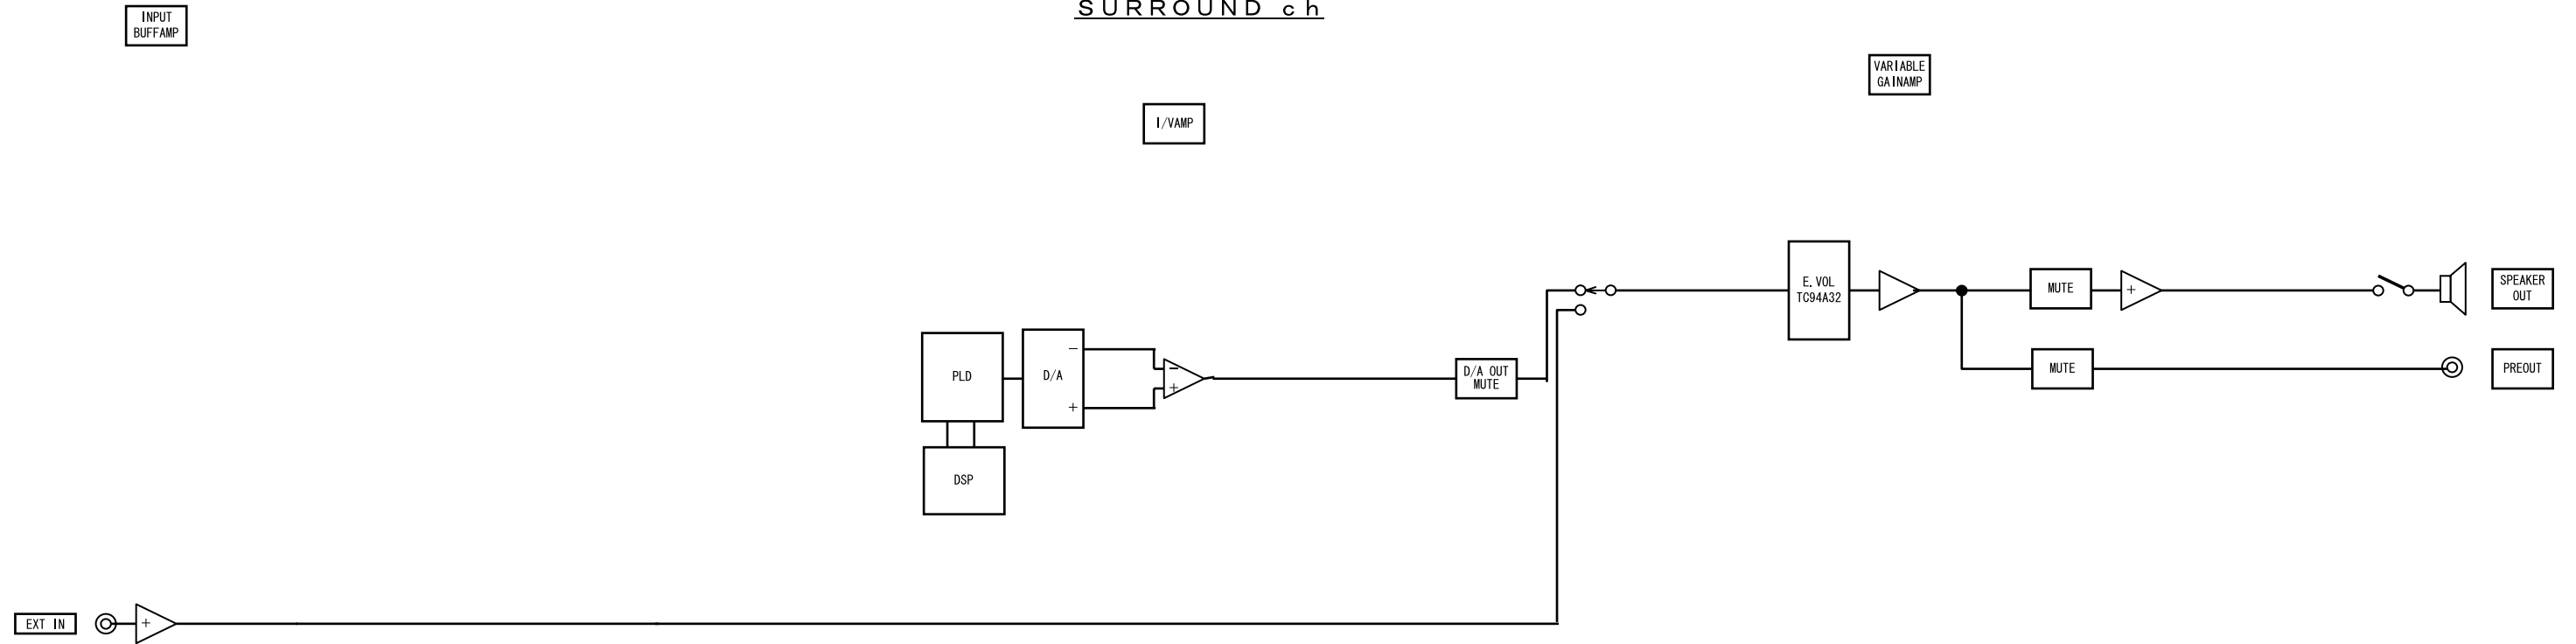 SURROUND ch
INPUT
BUFFAMP
VARIABLE
GAINAMP
I/VAMP
E.VOL
TC94A32
MUTE
+
SPEAKER
OUT
PLD
D/A
−
+
−
+
D/A OUT
MUTE
MUTE
PREOUT
DSP
EXT IN
+